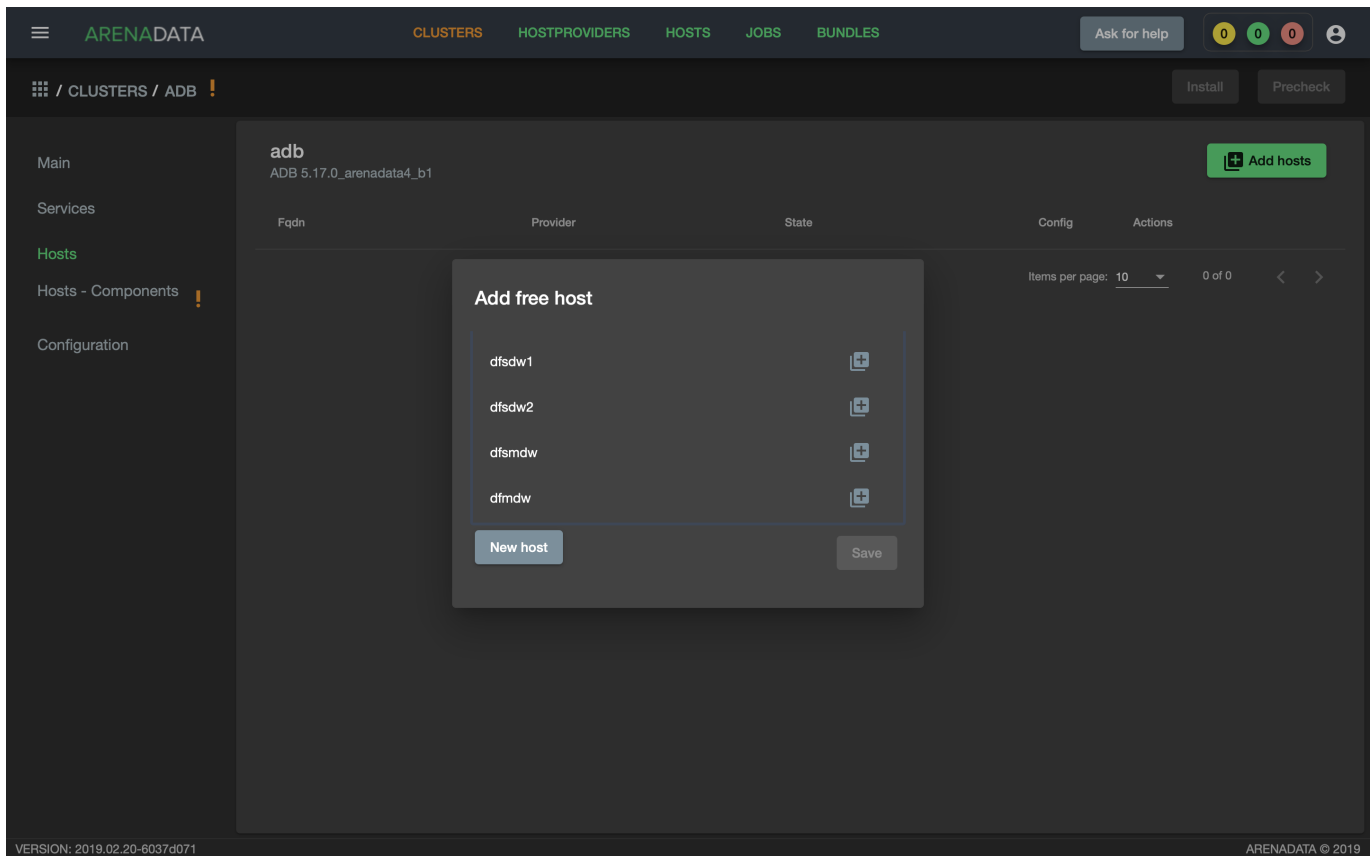 ARENADATA CLUSTERS HOSTPROVIDERS HOSTS JOBS BUNDLES Ask for help 0 0 0
/ CLUSTERS / ADB ! Install Precheck
Main
Services
Hosts
Hosts - Components !
Configuration
adb
ADB 5.17.0_arenadata4_b1
Add hosts
Fqdn Provider State Config Actions
Items per page: 10 0 of 0
Add free host
dfsdw1
dfsdw2
dfsmdw
dfmdw
New host Save
VERSION: 2019.02.20-6037d071 ARENADATA © 2019